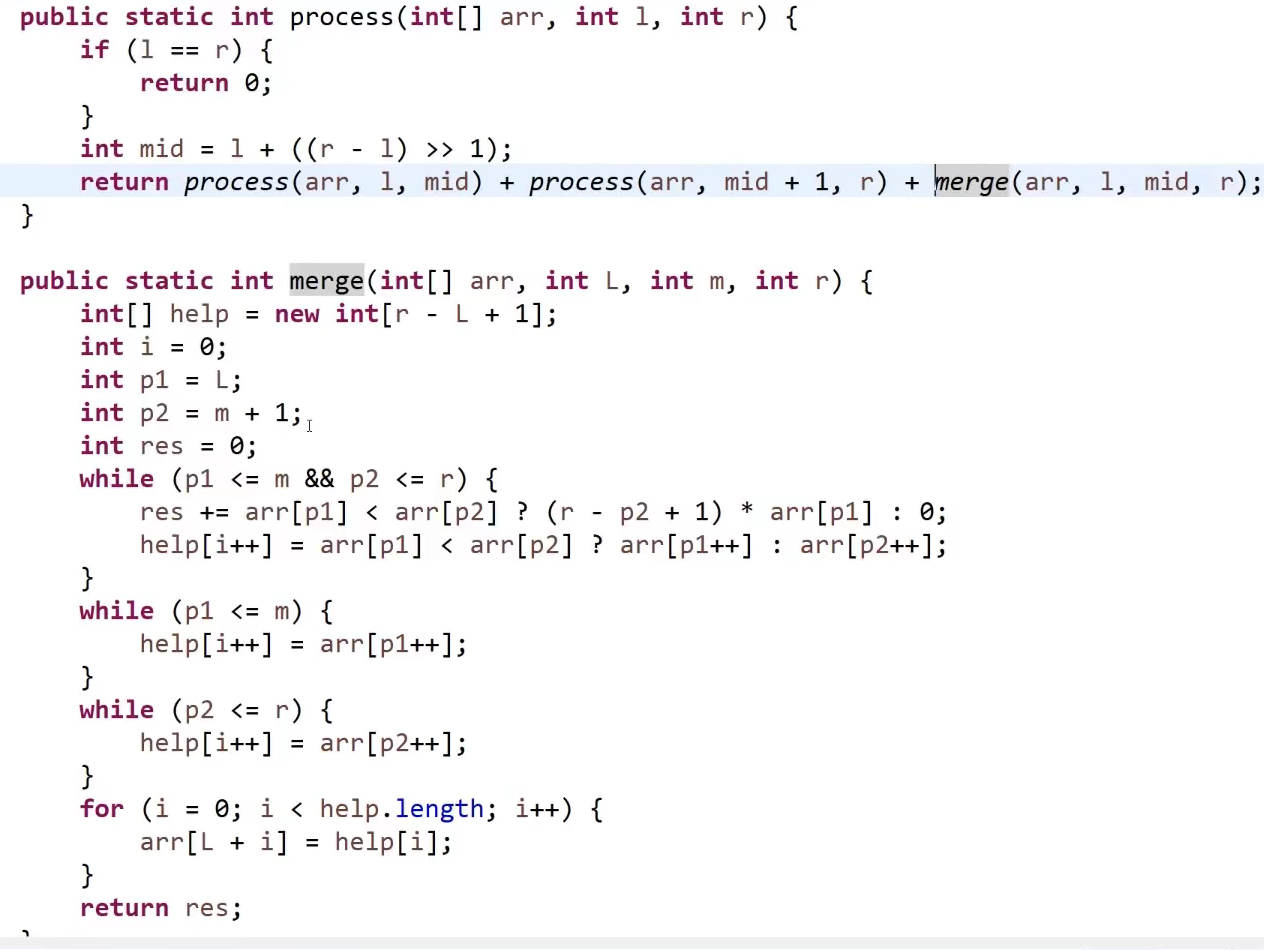 public static int process(int[] arr, int l, int r) {
    if (l == r) {
        return 0;
    }
    int mid = l + ((r - l) >> 1);
    return process(arr, l, mid) + process(arr, mid + 1, r) + merge(arr, l, mid, r);
}

public static int merge(int[] arr, int L, int m, int r) {
    int[] help = new int[r - L + 1];
    int i = 0;
    int p1 = L;
    int p2 = m + 1;
    int res = 0;
    while (p1 <= m && p2 <= r) {
        res += arr[p1] < arr[p2] ? (r - p2 + 1) * arr[p1] : 0;
        help[i++] = arr[p1] < arr[p2] ? arr[p1++] : arr[p2++];
    }
    while (p1 <= m) {
        help[i++] = arr[p1++];
    }
    while (p2 <= r) {
        help[i++] = arr[p2++];
    }
    for (i = 0; i < help.length; i++) {
        arr[L + i] = help[i];
    }
    return res;
}